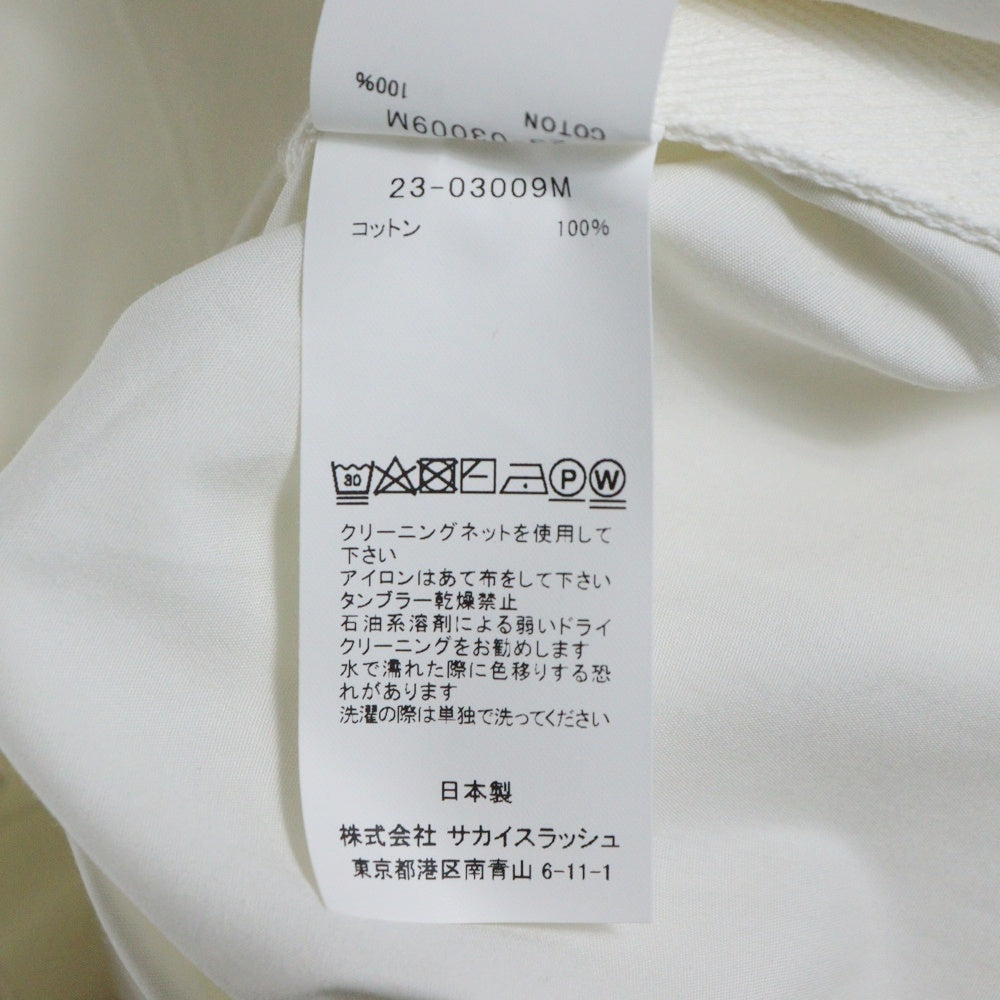 100%
COTON
23-03009M
23-03009M
コットン 100%
30 P W
クリーニングネットを使用して
下さい
アイロンはあて布をして下さい
タンブラー乾燥禁止
石油系溶剤による弱いドライ
クリーニングをお勧めします
水で濡れた際に色移りする恐
れがあります
洗濯の際は単独で洗ってください
日本製
株式会社 サカイスラッシュ
東京都港区南青山 6-11-1